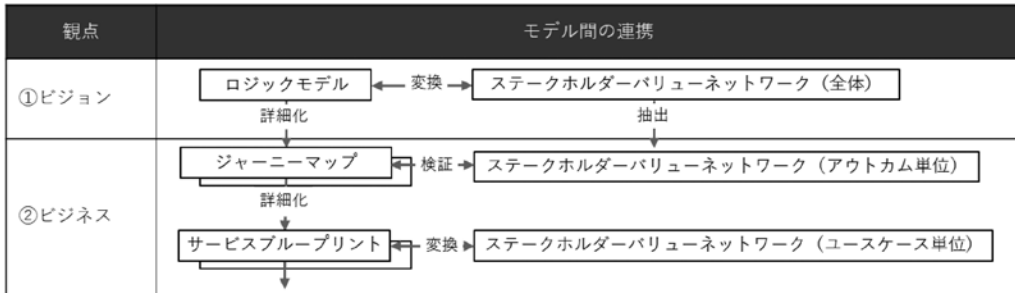 観点 モデル間の連携
①ビジョン
ロジックモデル 変換 ステークホルダーバリューネットワーク（全体）
詳細化 抽出
②ビジネス
ジャーニーマップ 検証 ステークホルダーバリューネットワーク（アウトカム単位）
詳細化
サービスブループリント 変換 ステークホルダーバリューネットワーク（ユースケース単位）